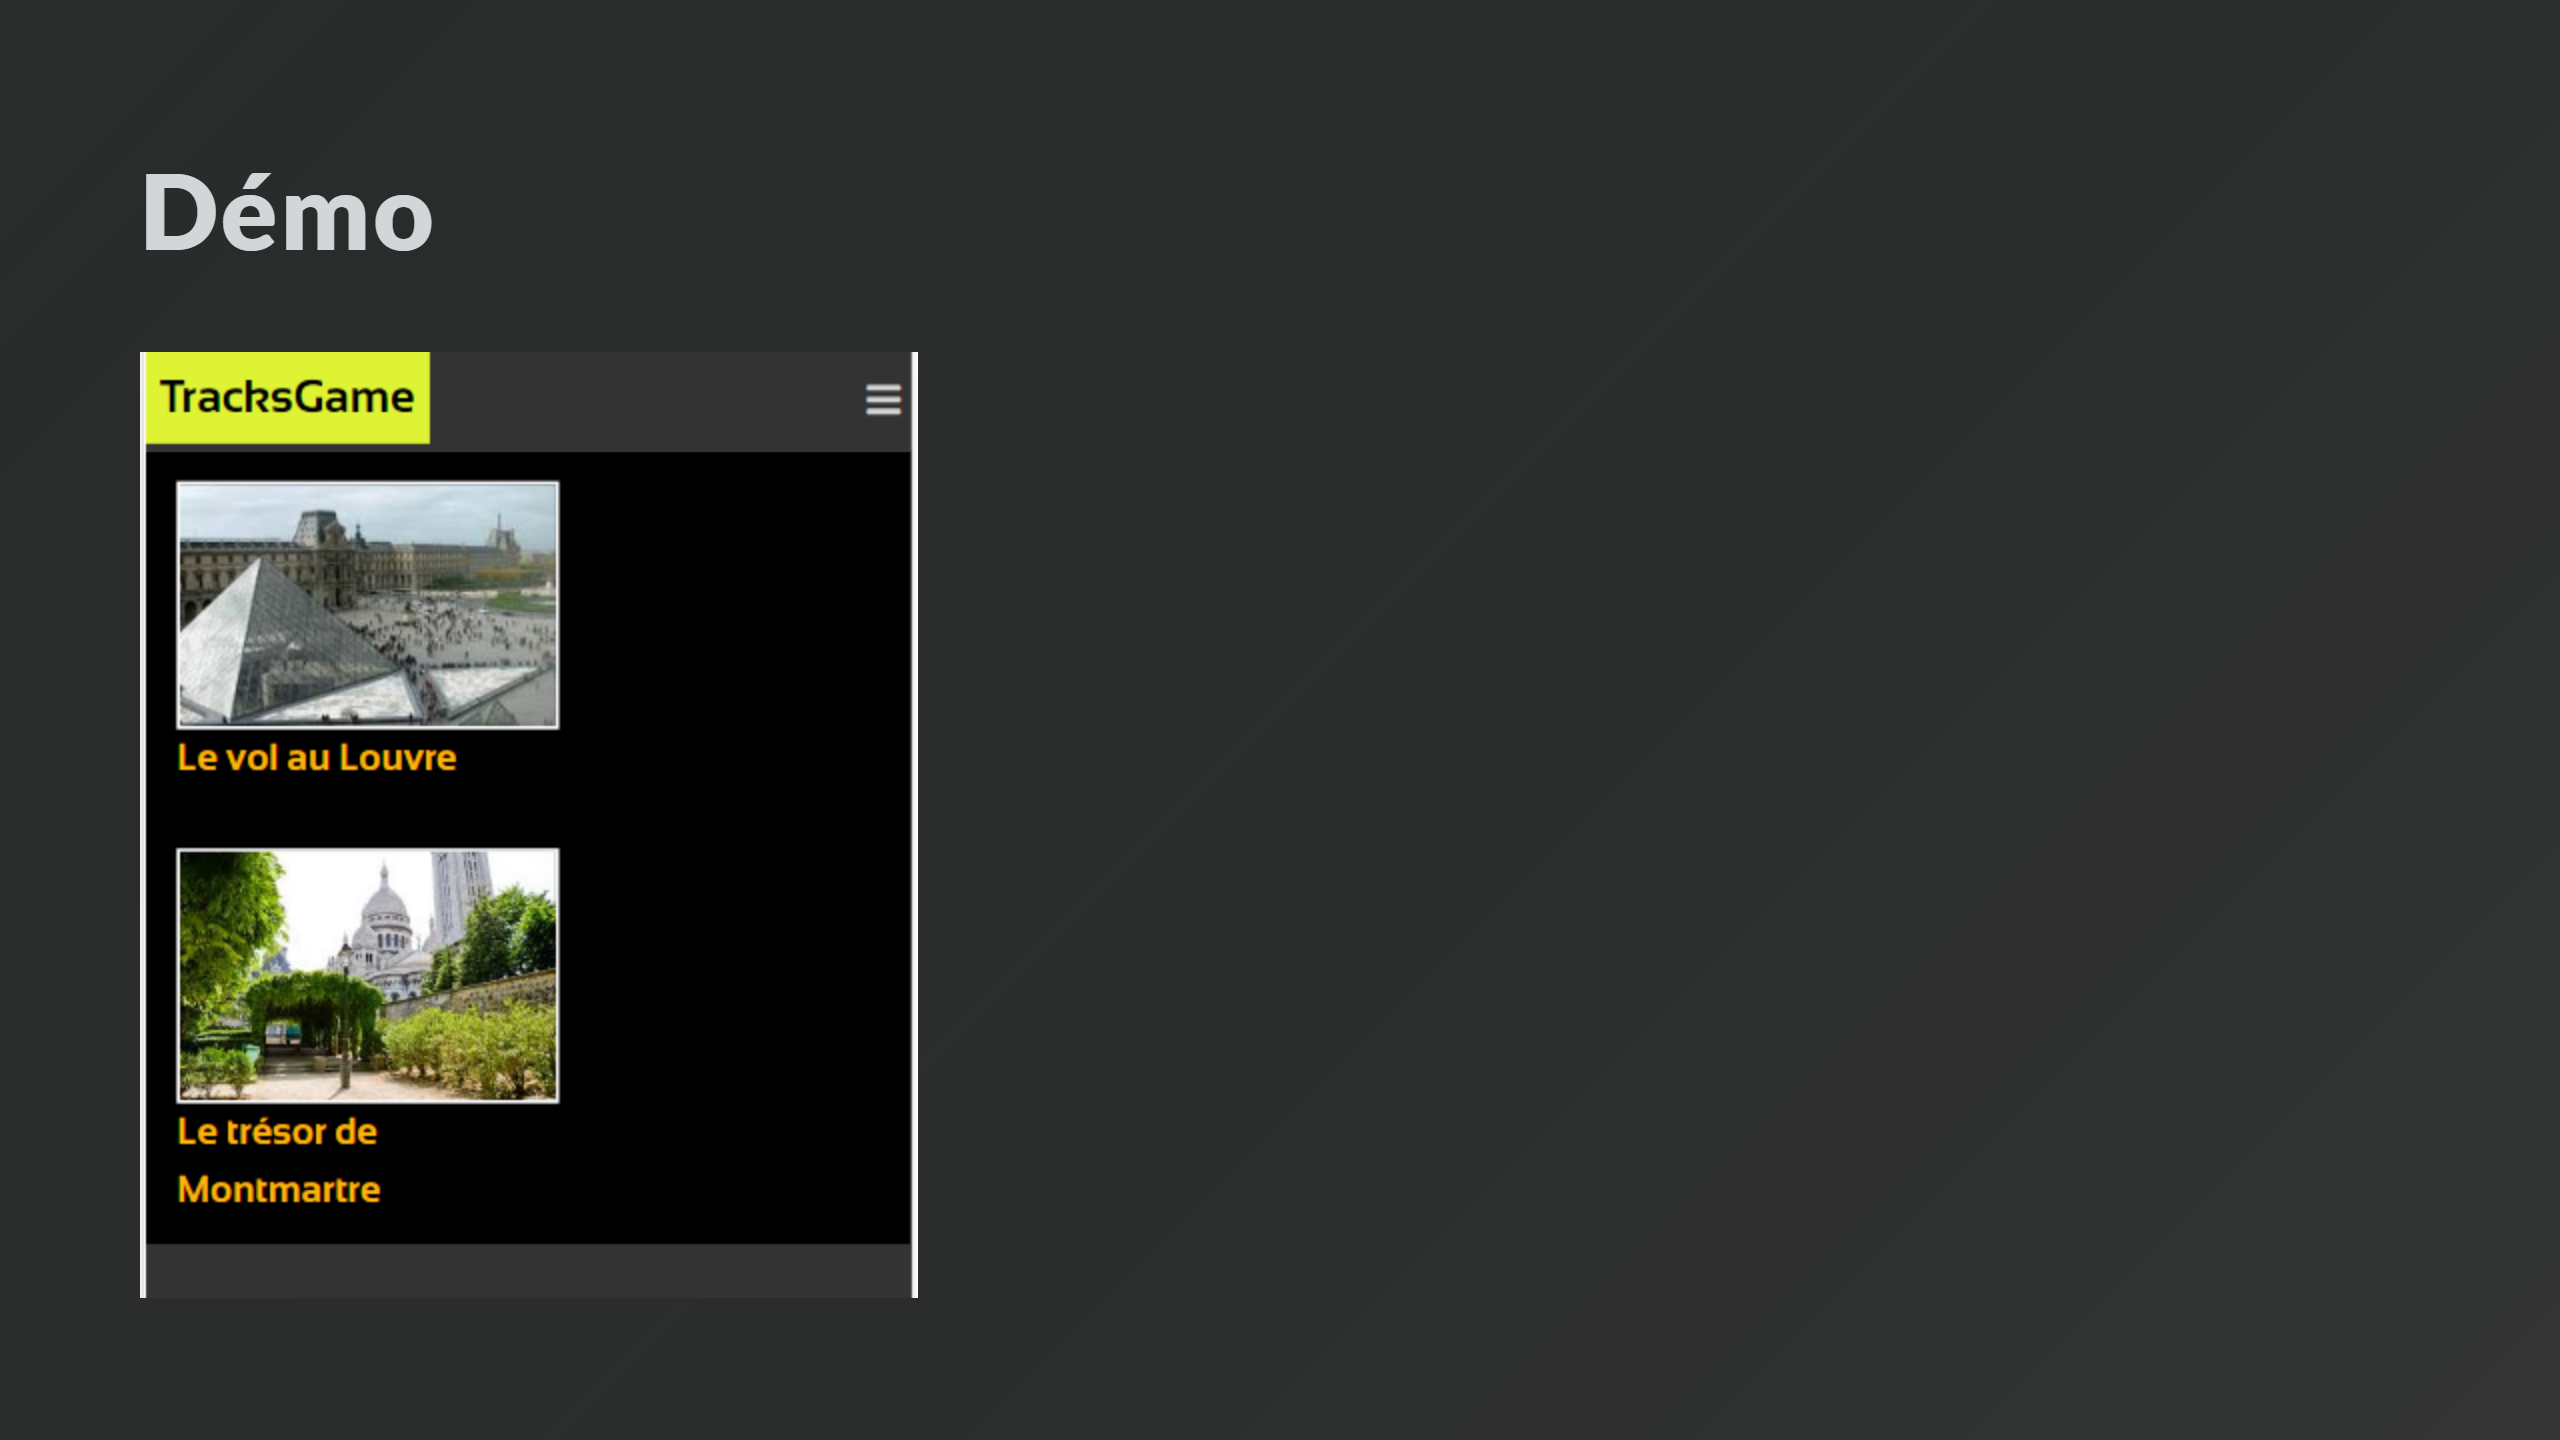 Démo
TracksGame
Le vol au Louvre
Le trésor de
Montmartre